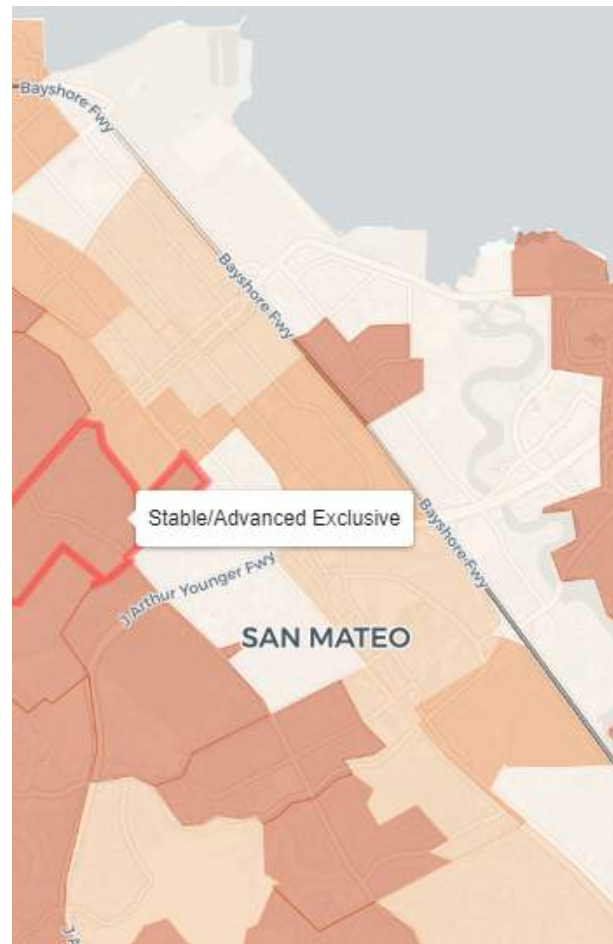 Bayshore Fwy
Bayshore Fwy
Stable/Advanced Exclusive
Bayshore Fwy
J Arthur Younger Fwy
SAN MATEO
J A